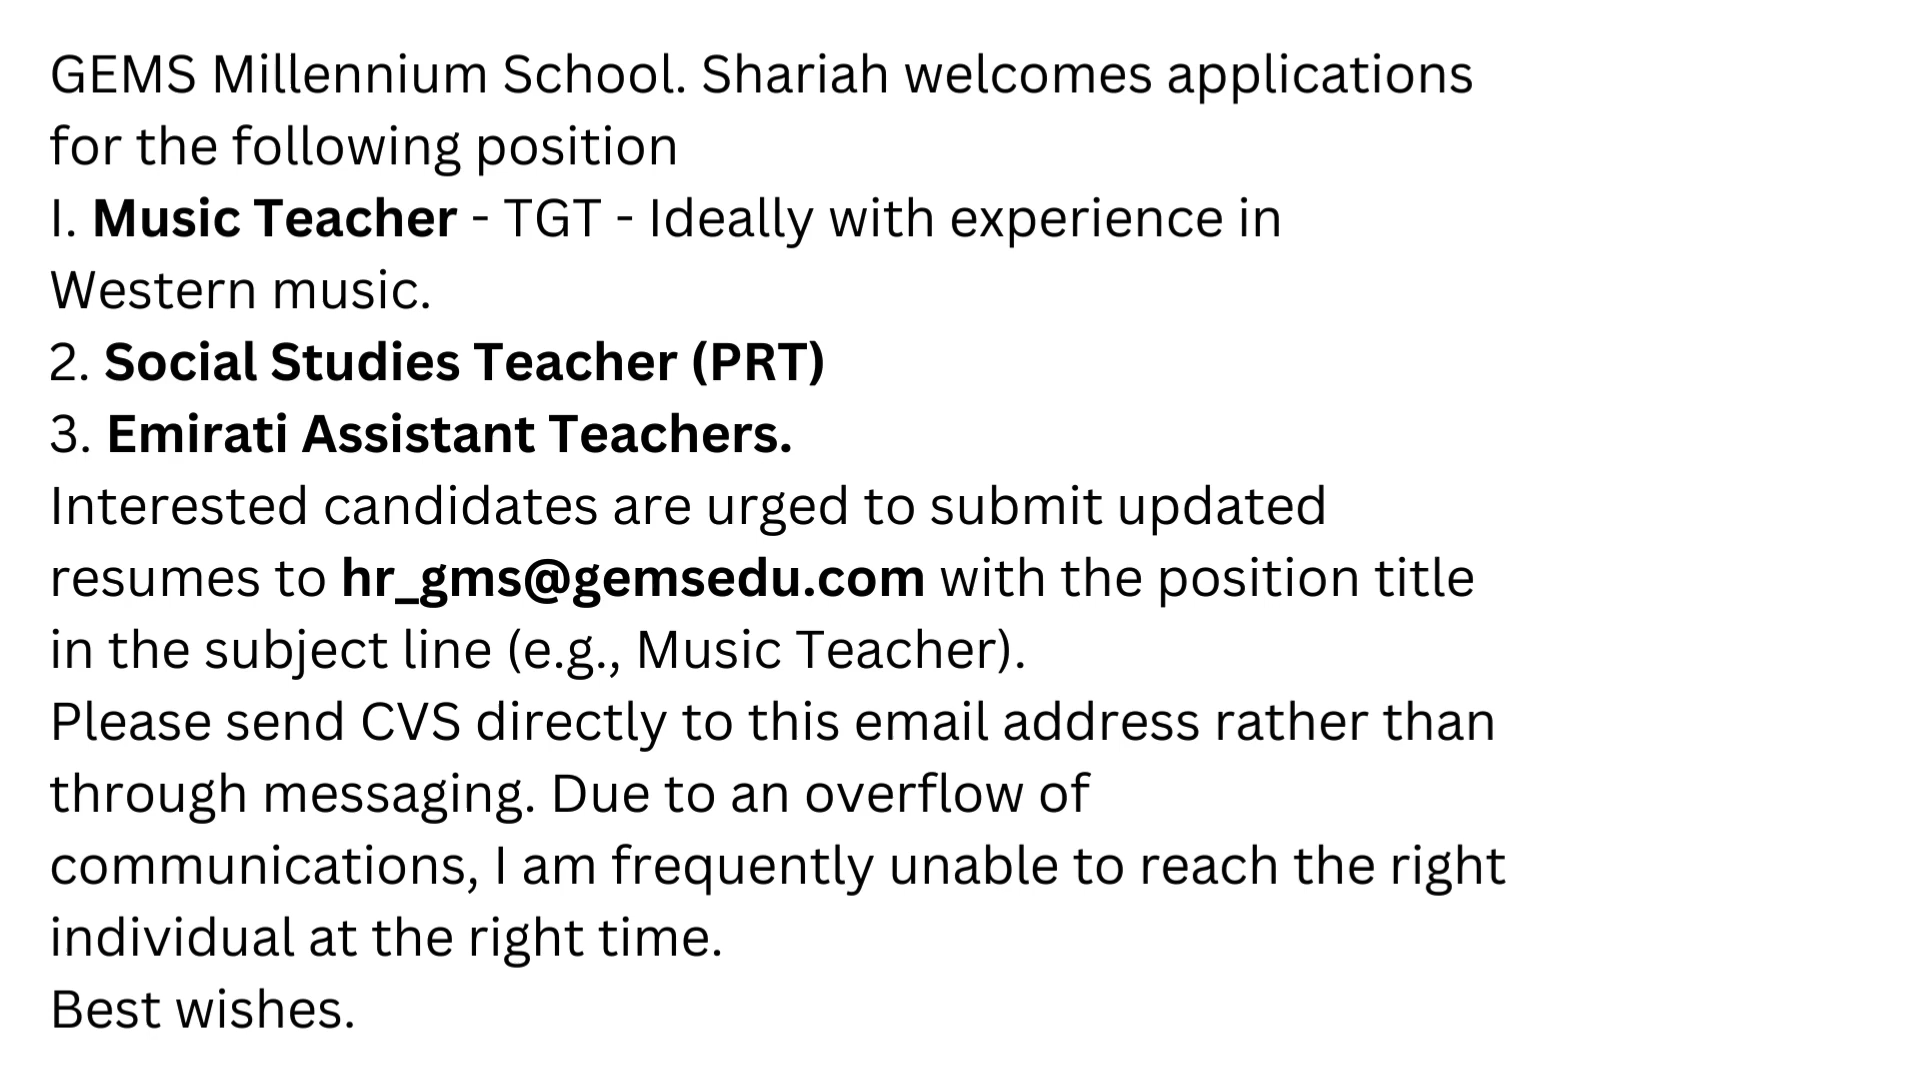 GEMS Millennium School. Shariah welcomes applications
for the following position
I. Music Teacher - TGT - Ideally with experience in
Western music.
2. Social Studies Teacher (PRT)
3. Emirati Assistant Teachers.
Interested candidates are urged to submit updated
resumes to hr_gms@gemsedu.com with the position title
in the subject line (e.g., Music Teacher).
Please send CVS directly to this email address rather than
through messaging. Due to an overflow of
communications, I am frequently unable to reach the right
individual at the right time.
Best wishes.